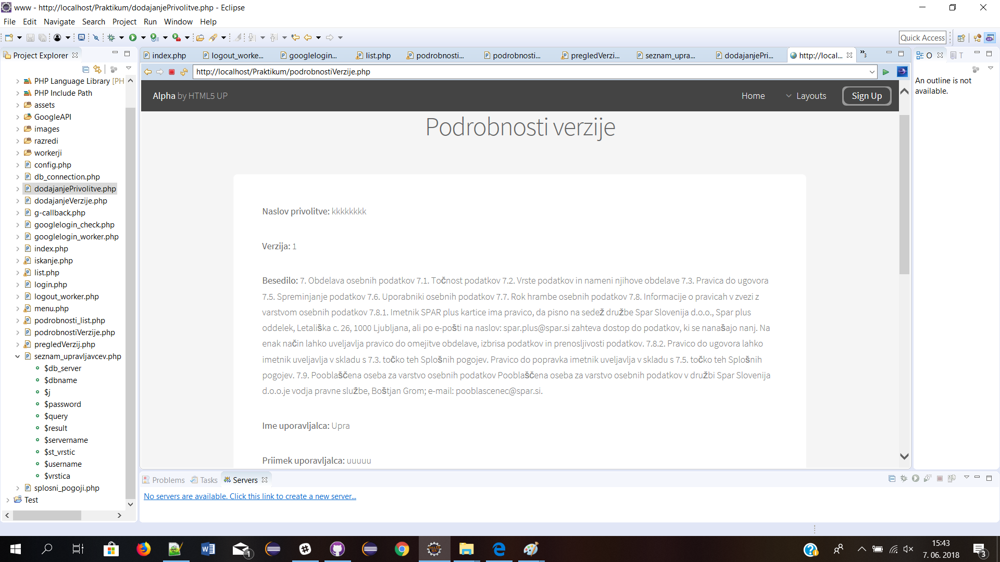 www - http://localhost/Praktikum/dodajanjePrivolitve.php - Eclipse
File Edit Navigate Search Project Run Window Help
Quick Access
Project Explorer
index.php logout_worke... googlelogin... list.php podrobnosti... podrobnosti... pregledVerzi... seznam_upra... dodajanjePri... http://local... »3
O T
http://localhost/Praktikum/podrobnostiVerzije.php
An outline is not
available.
PHP Language Library [PH
PHP Include Path
assets
GoogleAPI
images
razredi
workerji
config.php
db_connection.php
dodajanjePrivolitve.php
dodajanjeVerzije.php
g-callback.php
googlelogin_check.php
googlelogin_worker.php
index.php
iskanje.php
list.php
login.php
logout_worker.php
menu.php
podrobnosti_list.php
podrobnostiVerzije.php
pregledVerzij.php
seznam_upravljavcev.php
$db_server
$dbname
$j
$password
$query
$result
$servername
$st_vrstic
$username
$vrstica
splosni_pogoji.php
Test
Alpha by HTML5 UP
Home Layouts Sign Up
Podrobnosti verzije
Naslov privolitve: kkkkkkkk
Verzija: 1
Besedilo: 7. Obdelava osebnih podatkov 7.1. Točnost podatkov 7.2. Vrste podatkov in nameni njihove obdelave 7.3. Pravica do ugovora
7.5. Spreminjanje podatkov 7.6. Uporabniki osebnih podatkov 7.7. Rok hrambe osebnih podatkov 7.8. Informacije o pravicah v zvezi z
varstvom osebnih podatkov 7.8.1. Imetnik SPAR plus kartice ima pravico, da pisno na sedež družbe Spar Slovenija d.o.o., Spar plus
oddelek, Letališka c. 26, 1000 Ljubljana, ali po e-pošti na naslov: spar.plus@spar.si zahteva dostop do podatkov, ki se nanašajo nanj. Na
enak način lahko uveljavlja pravico do omejitve obdelave, izbrisa podatkov in prenosljivosti podatkov. 7.8.2. Pravico do ugovora lahko
imetnik uveljavlja v skladu s 7.3. točko teh Splošnih pogojev. Pravico do popravka imetnik uveljavlja v skladu s 7.5. točko teh Splošnih
pogojev. 7.9. Pooblaščena oseba za varstvo osebnih podatkov Pooblaščena oseba za varstvo osebnih podatkov v družbi Spar Slovenija
d.o.o.je vodja pravne službe, Boštjan Grom; e-mail: pooblascenec@spar.si.
Ime uporavljalca: Upra
Priimek uporavljalca: uuuuu
Problems Tasks Servers
No servers are available. Click this link to create a new server...
1
15:43
7. 06. 2018
3